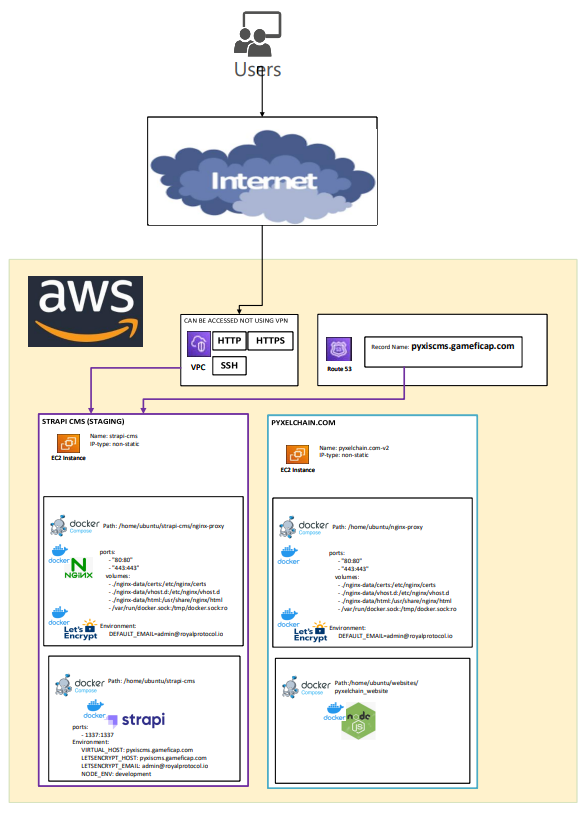 Users
Internet
aws
CAN BE ACCESSED NOT USING VPN
HTTP
HTTPS
VPC
SSH
Route 53
Record Name: pyxiscms.gameficap.com
STRAPI CMS (STAGING)
EC2 Instance
Name: strapi-cms
IP-type: non-static
docker
Compose
Path: /home/ubuntu/strapi-cms/nginx-proxy
docker
NGINX
ports:
- "80:80"
- "443:443"
volumes:
- ./nginx-data/certs:/etc/nginx/certs
- ./nginx-data/vhost.d:/etc/nginx/vhost.d
- ./nginx-data/html:/usr/share/nginx/html
- /var/run/docker.sock:/tmp/docker.sock:ro
docker
Let's
Encrypt
Environment:
DEFAULT_EMAIL=admin@royalprotocol.io
docker
Compose
Path: /home/ubuntu/strapi-cms
docker
strapi
ports:
- 1337:1337
Environment:
VIRTUAL_HOST: pyxiscms.gameficap.com
LETSENCRYPT_HOST: pyxiscms.gameficap.com
LETSENCRYPT_EMAIL: admin@royalprotocol.io
NODE_ENV: development
PYXELCHAIN.COM
EC2 Instance
Name: pyxelchain.com-v2
IP-type: non-static
docker
Compose
Path: /home/ubuntu/nginx-proxy
docker
NGINX
ports:
- "80:80"
- "443:443"
volumes:
- ./nginx-data/certs:/etc/nginx/certs
- ./nginx-data/vhost.d:/etc/nginx/vhost.d
- ./nginx-data/html:/usr/share/nginx/html
- /var/run/docker.sock:/tmp/docker.sock:ro
docker
Let's
Encrypt
Environment:
DEFAULT_EMAIL=admin@royalprotocol.io
docker
Compose
Path:/home/ubuntu/websites/
pyxelchain_website
docker
node
JS